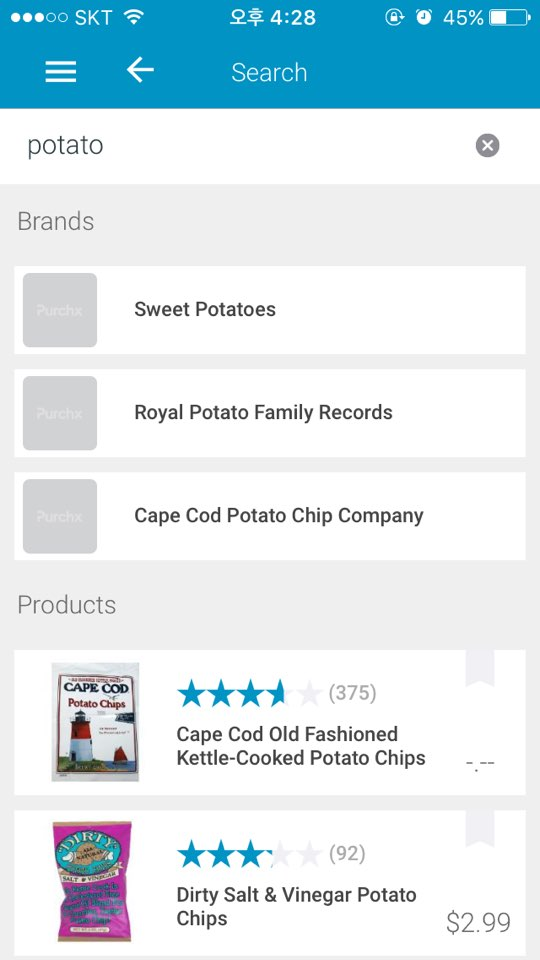 SKT 오후 4:28 45%
Search
potato
Brands
Purchx
Sweet Potatoes
Purchx
Royal Potato Family Records
Purchx
Cape Cod Potato Chip Company
Products
CAPE COD
Potato Chips
(375)
Cape Cod Old Fashioned
Kettle-Cooked Potato Chips
-.--
DIRTY
ALL NATURAL
SALT & VINEGAR
(92)
Dirty Salt & Vinegar Potato
Chips
$2.99